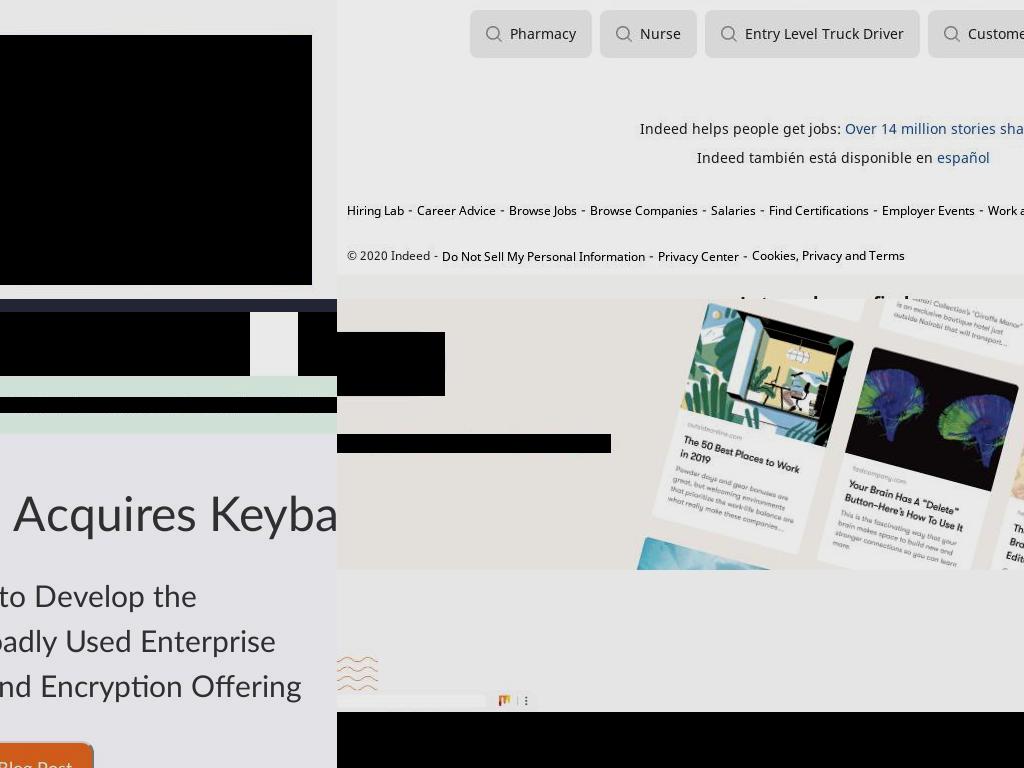 Pharmacy
Nurse
Entry Level Truck Driver
Custome
Indeed helps people get jobs: Over 14 million stories sha
Indeed también está disponible en español
Hiring Lab - Career Advice - Browse Jobs - Browse Companies - Salaries - Find Certifications - Employer Events - Work a
© 2020 Indeed - Do Not Sell My Personal Information - Privacy Center - Cookies, Privacy and Terms
Acquires Keyba
to Develop the
oadly Used Enterprise
nd Encryption Offering
Blog Post
Safari Collection's "Giraffe Manor"
is an exclusive boutique hotel just
outside Nairobi that will transport...
outsideonline.com
The 50 Best Places to Work
in 2019
Powder days and gear bonuses are
great, but welcoming environments
that prioritize the work-life balance are
what really make these companies...
fastcompany.com
Your Brain Has A "Delete"
Button-Here's How To Use It
This is the fascinating way that your
brain makes space to build new and
stronger connections so you can learn
more.
Bra
Edit